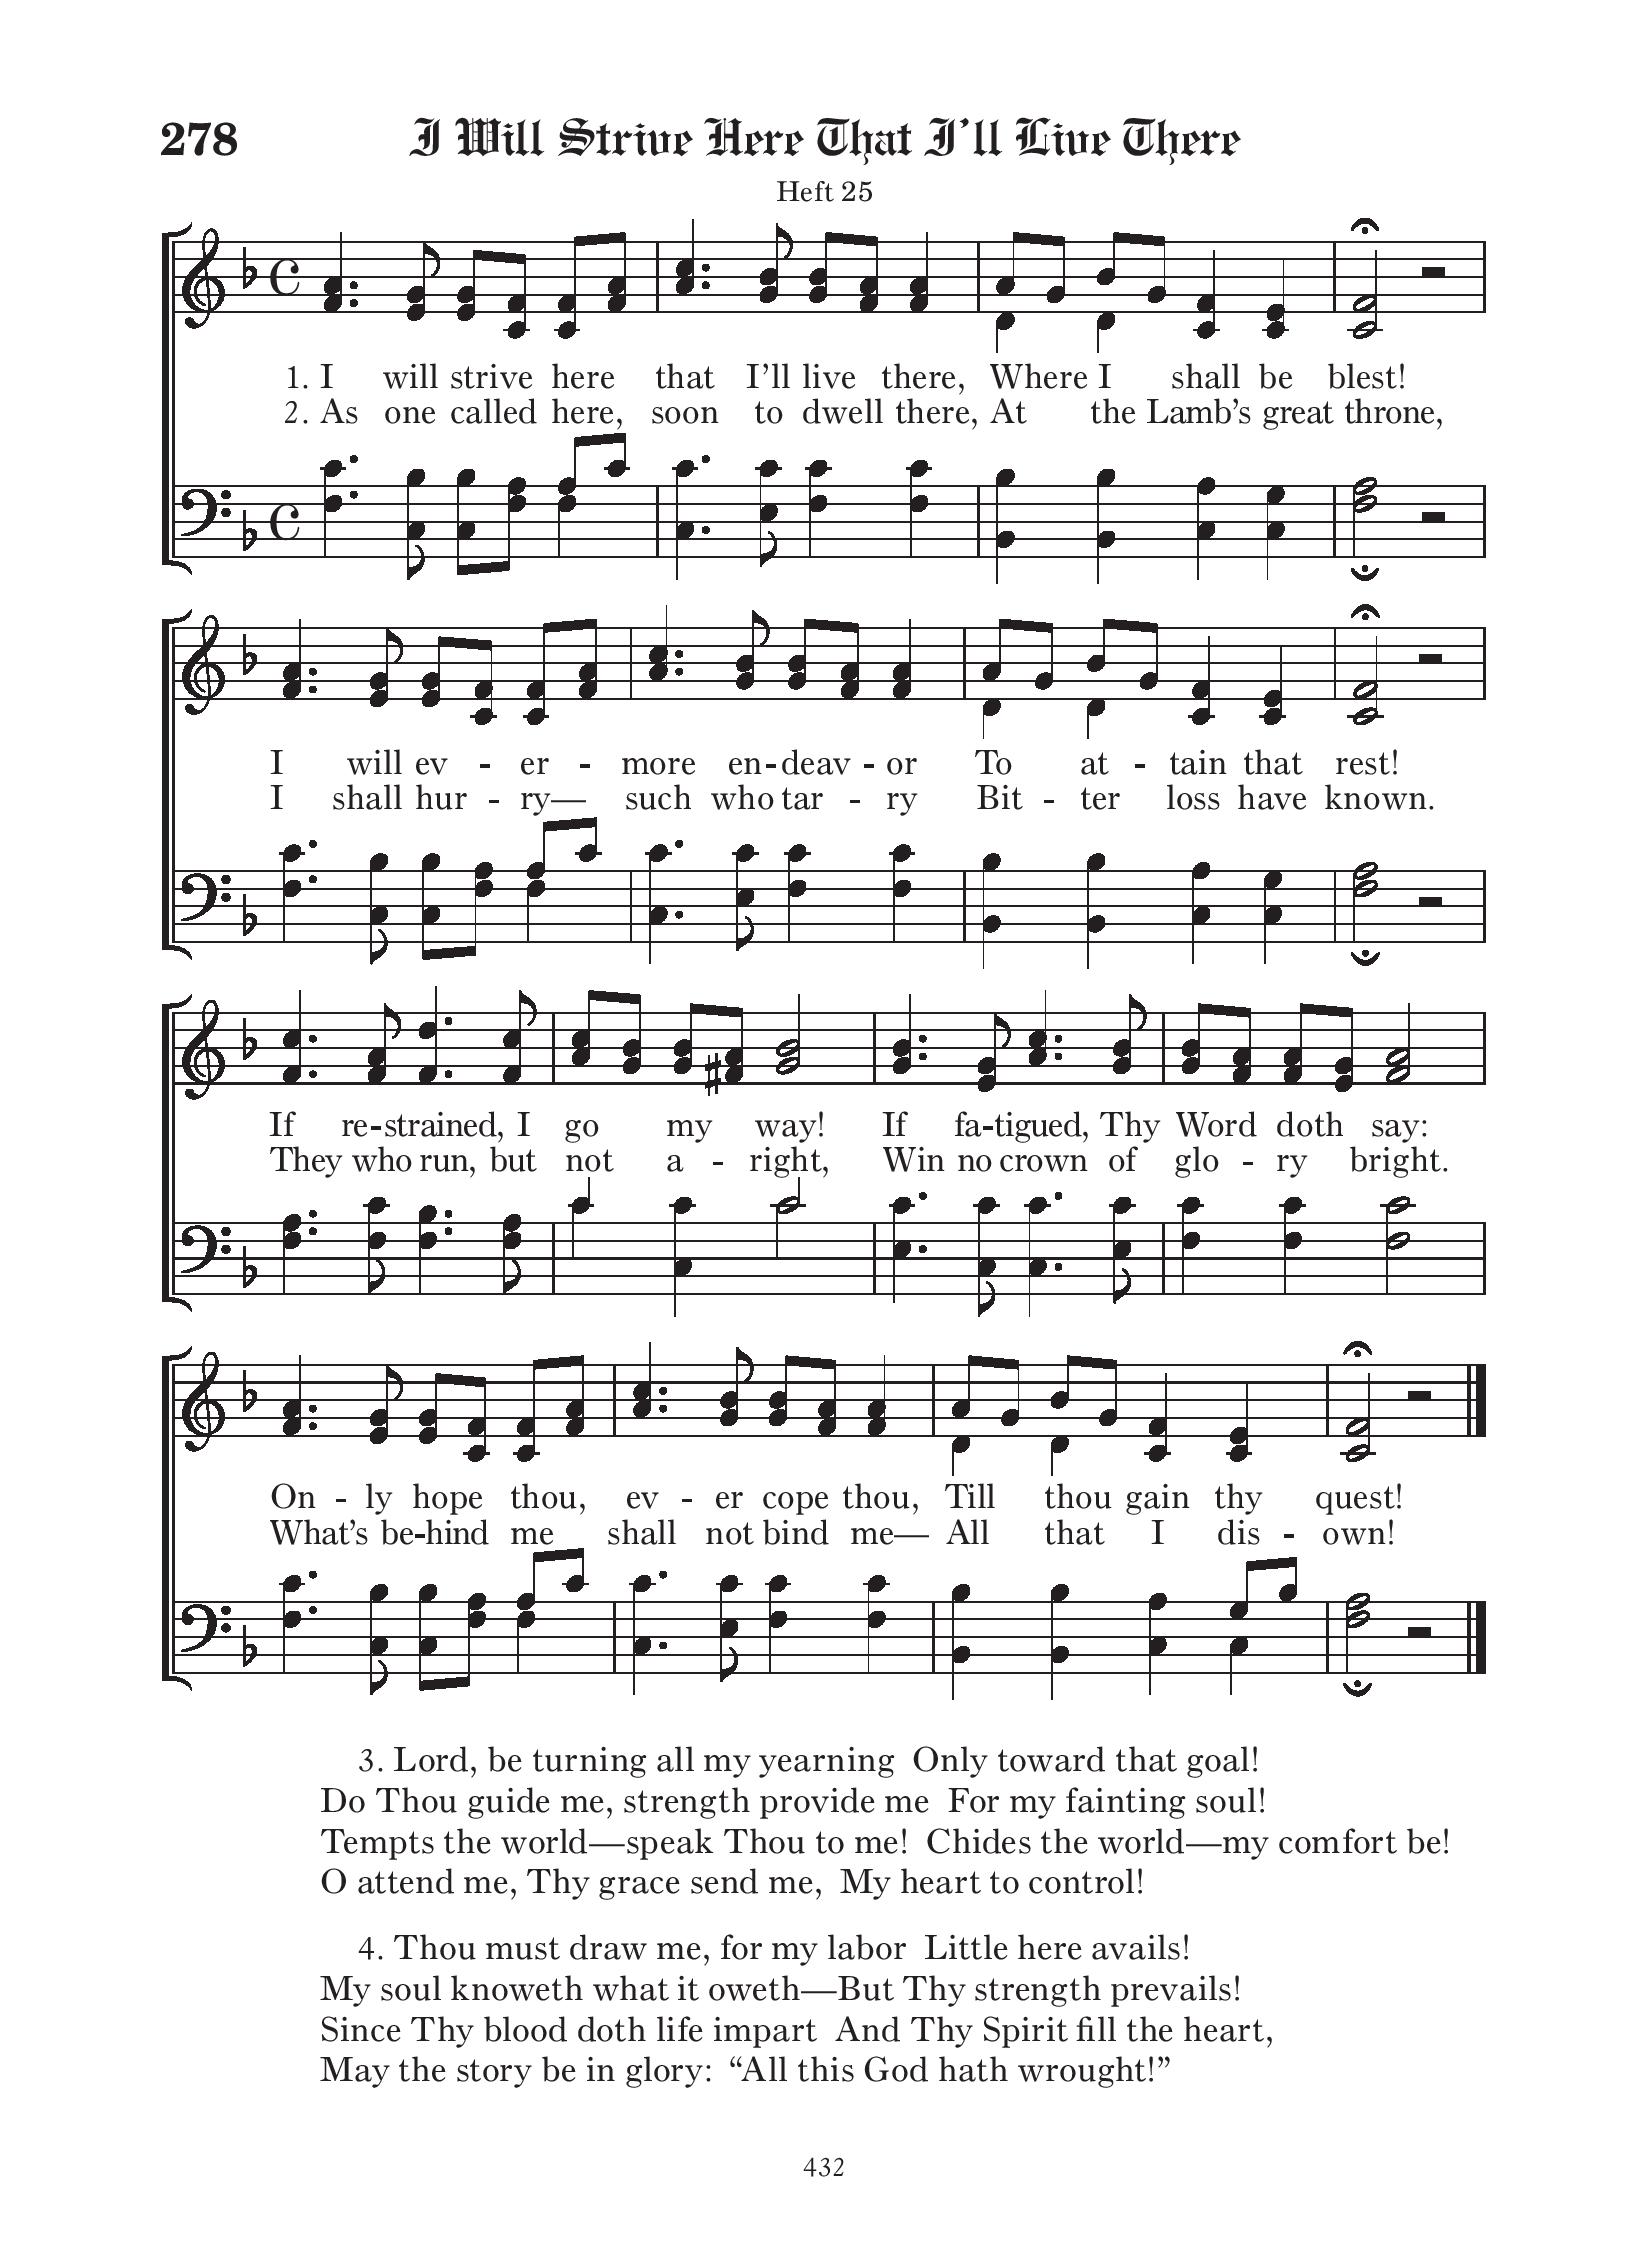 278 I Will Strive Here That I’ll Live There
Heft 25
1. I will strive here that I’ll live there, Where I shall be blest!
2. As one called here, soon to dwell there, At the Lamb’s great throne,
I will ev - er - more en-deav - or To at - tain that rest!
I shall hur - ry— such who tar - ry Bit - ter loss have known.
If re-strained, I go my way! If fa-tigued, Thy Word doth say:
They who run, but not a - right, Win no crown of glo - ry bright.
On - ly hope thou, ev - er cope thou, Till thou gain thy quest!
What’s be-hind me shall not bind me— All that I dis - own!
3. Lord, be turning all my yearning Only toward that goal!
Do Thou guide me, strength provide me For my fainting soul!
Tempts the world—speak Thou to me! Chides the world—my comfort be!
O attend me, Thy grace send me, My heart to control!
4. Thou must draw me, for my labor Little here avails!
My soul knoweth what it oweth—But Thy strength prevails!
Since Thy blood doth life impart And Thy Spirit fill the heart,
May the story be in glory: “All this God hath wrought!”
432